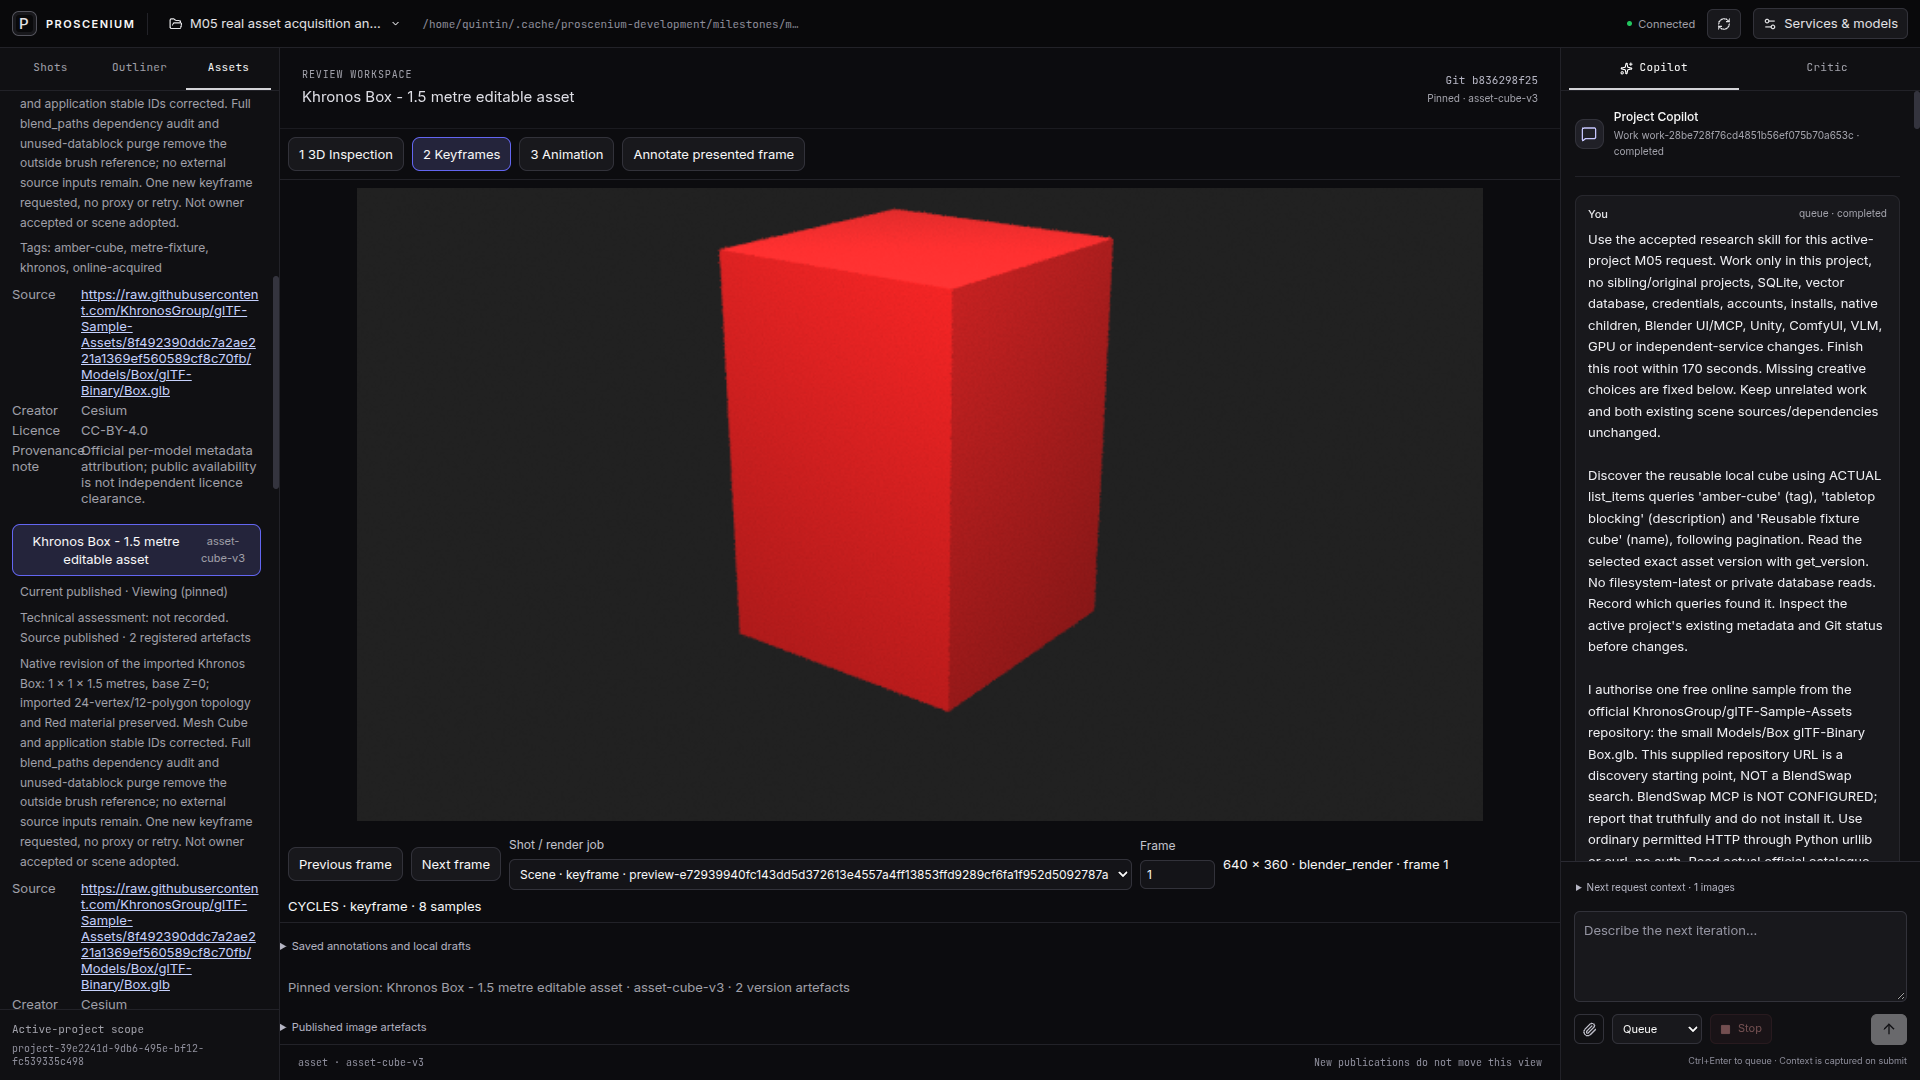 P PROSCENIUM
M05 real asset acquisition an...
/home/quintin/.cache/proscenium-development/milestones/m…
Connected
Services & models
Shots
Outliner
Assets
and application stable IDs corrected. Full
blend_paths dependency audit and
unused-datablock purge remove the
outside brush reference; no external
source inputs remain. One new keyframe
requested, no proxy or retry. Not owner
accepted or scene adopted.
Tags: amber-cube, metre-fixture,
khronos, online-acquired
Source
https://raw.githubuserconten
t.com/KhronosGroup/glTF-
Sample-
Assets/8f492390ddc7a2ae2
21a1369ef560589cf8c70fb/
Models/Box/glTF-
Binary/Box.glb
Creator
Cesium
Licence
CC-BY-4.0
Provenance
note
Official per-model metadata
attribution; public availability
is not independent licence
clearance.
Khronos Box - 1.5 metre
editable asset
asset-
cube-v3
Current published · Viewing (pinned)
Technical assessment: not recorded.
Source published · 2 registered artefacts
Native revision of the imported Khronos
Box: 1 × 1 × 1.5 metres, base Z=0;
imported 24-vertex/12-polygon topology
and Red material preserved. Mesh Cube
and application stable IDs corrected. Full
blend_paths dependency audit and
unused-datablock purge remove the
outside brush reference; no external
source inputs remain. One new keyframe
requested, no proxy or retry. Not owner
accepted or scene adopted.
Source
https://raw.githubuserconten
t.com/KhronosGroup/glTF-
Sample-
Assets/8f492390ddc7a2ae2
21a1369ef560589cf8c70fb/
Models/Box/glTF-
Binary/Box.glb
Creator
Cesium
Active-project scope
project-39e2241d-9db6-495e-bf12-
fc539335c498
REVIEW WORKSPACE
Khronos Box - 1.5 metre editable asset
Git b836298f25
Pinned · asset-cube-v3
1 3D Inspection
2 Keyframes
3 Animation
Annotate presented frame
Previous frame
Next frame
Shot / render job
Scene · keyframe · preview-e72939940fc143dd5d372613e4557a4ff13853ffd9289cf6fa1f952d5092787a
Frame
1
640 × 360 · blender_render · frame 1
CYCLES · keyframe · 8 samples
Saved annotations and local drafts
Pinned version: Khronos Box - 1.5 metre editable asset · asset-cube-v3 · 2 version artefacts
Published image artefacts
asset · asset-cube-v3
New publications do not move this view
Copilot
Critic
Project Copilot
Work work-28be728f76cd4851b56ef075b70a653c ·
completed
You
queue · completed
Use the accepted research skill for this active-
project M05 request. Work only in this project,
no sibling/original projects, SQLite, vector
database, credentials, accounts, installs, native
children, Blender UI/MCP, Unity, ComfyUI, VLM,
GPU or independent-service changes. Finish
this root within 170 seconds. Missing creative
choices are fixed below. Keep unrelated work
and both existing scene sources/dependencies
unchanged.
Discover the reusable local cube using ACTUAL
list_items queries 'amber-cube' (tag), 'tabletop
blocking' (description) and 'Reusable fixture
cube' (name), following pagination. Read the
selected exact asset version with get_version.
No filesystem-latest or private database reads.
Record which queries found it. Inspect the
active project's existing metadata and Git status
before changes.
I authorise one free online sample from the
official KhronosGroup/glTF-Sample-Assets
repository: the small Models/Box glTF-Binary
Box.glb. This supplied repository URL is a
discovery starting point, NOT a BlendSwap
search. BlendSwap MCP is NOT CONFIGURED;
report that truthfully and do not install it. Use
ordinary permitted HTTP through Python urllib
or curl, no auth. Read actual official catalogue
Next request context · 1 images
Describe the next iteration...
Queue
Stop
Ctrl+Enter to queue · Context is captured on submit